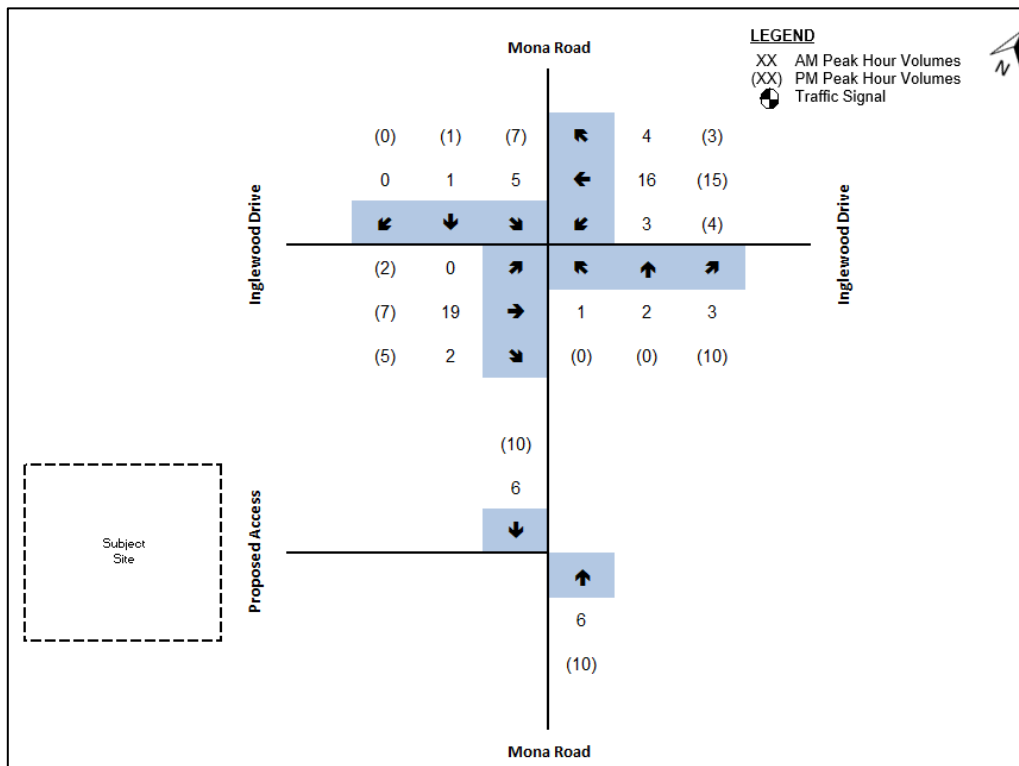 Mona Road
LEGEND
XX AM Peak Hour Volumes
(XX) PM Peak Hour Volumes
Traffic Signal
N
(0) (1) (7) 4 (3)
0 1 5 16 (15)
3 (4)
Inglewood Drive
Inglewood Drive
(2) 0
(7) 19 1 2 3
(5) 2 (0) (0) (10)
(10)
6
Subject
Site
Proposed Access
6
(10)
Mona Road